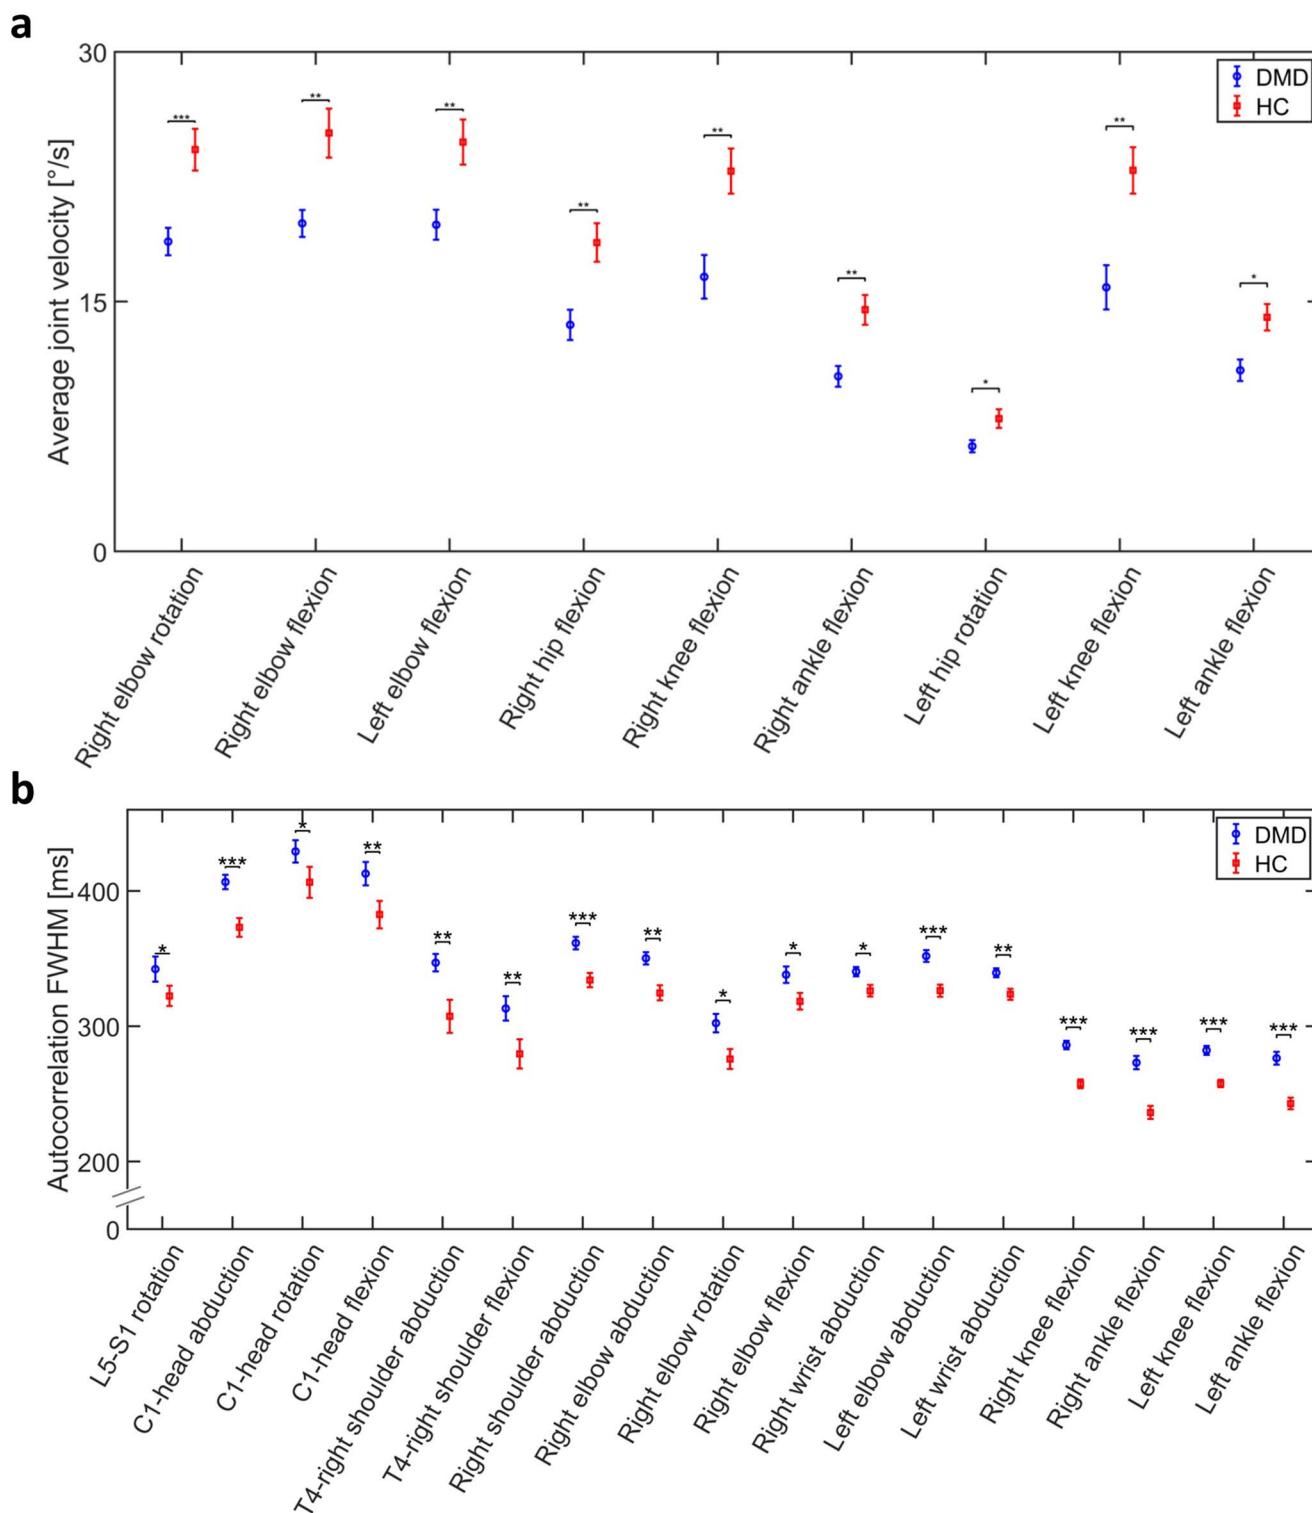 a
30
DMD
HC
***
**
**
**
**
**
*
**
*
Average joint velocity [°/s]
15
0
Right elbow rotation
Right elbow flexion
Left elbow flexion
Right hip flexion
Right knee flexion
Right ankle flexion
Left hip rotation
Left knee flexion
Left ankle flexion
b
DMD
HC
*
***
*
**
**
**
***
**
*
*
*
***
**
***
***
***
***
Autocorrelation FWHM [ms]
400
300
200
0
L5-S1 rotation
C1-head abduction
C1-head rotation
C1-head flexion
T4-right shoulder abduction
T4-right shoulder flexion
Right shoulder abduction
Right elbow abduction
Right elbow rotation
Right elbow flexion
Right wrist abduction
Left elbow abduction
Left wrist abduction
Right knee flexion
Right ankle flexion
Left knee flexion
Left ankle flexion